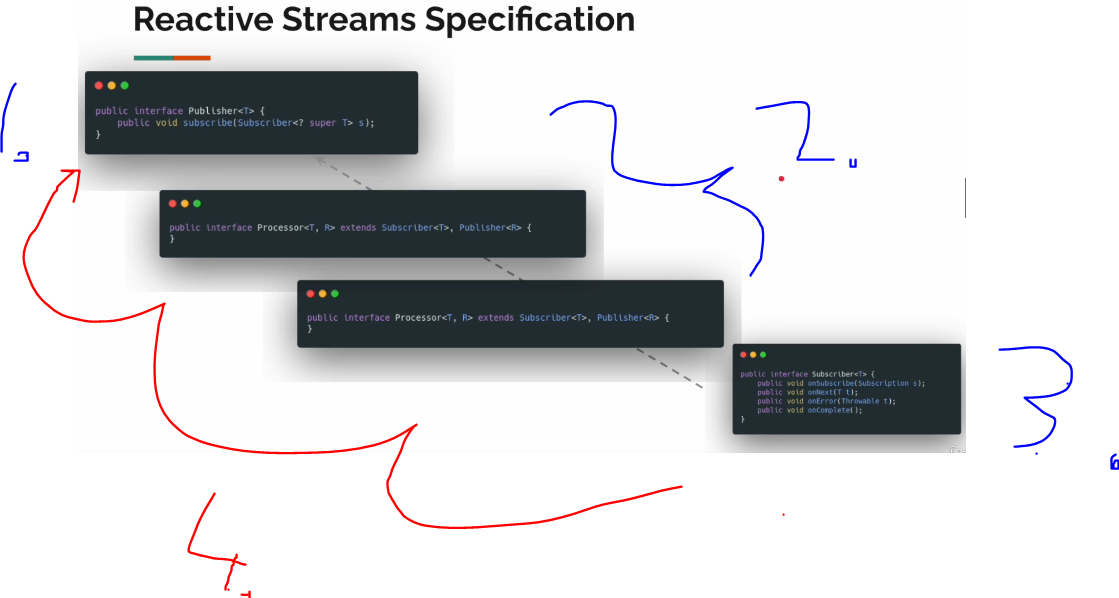 Reactive Streams Specification
1.
public interface Publisher<T> {
    public void subscribe(Subscriber<? super T> s);
}
2.
public interface Processor<T, R> extends Subscriber<T>, Publisher<R> {
}
public interface Processor<T, R> extends Subscriber<T>, Publisher<R> {
}
3.
public interface Subscriber<T> {
    public void onSubscribe(Subscription s);
    public void onNext(T t);
    public void onError(Throwable t);
    public void onComplete();
}
4.